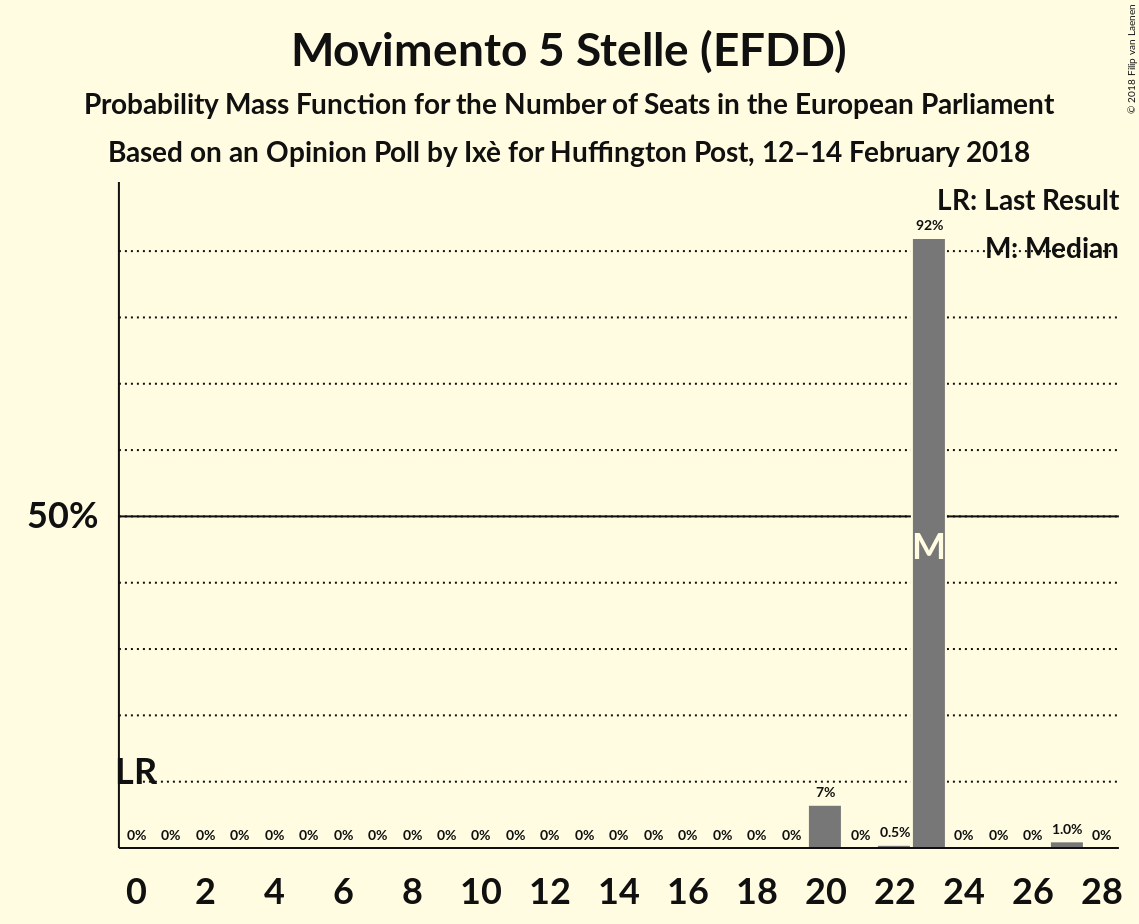 Movimento 5 Stelle (EFDD)
Probability Mass Function for the Number of Seats in the European Parliament
Based on an Opinion Poll by Ixè for Huffington Post, 12–14 February 2018
© 2018 Filip van Laenen
LR: Last Result
M: Median
92%
50%
M
LR
0% 0% 0% 0% 0% 0% 0% 0% 0% 0% 0% 0% 0% 0% 0% 0% 0% 0% 0% 0% 7% 0% 0.5% 0% 0% 0% 1.0% 0%
0 2 4 6 8 10 12 14 16 18 20 22 24 26 28